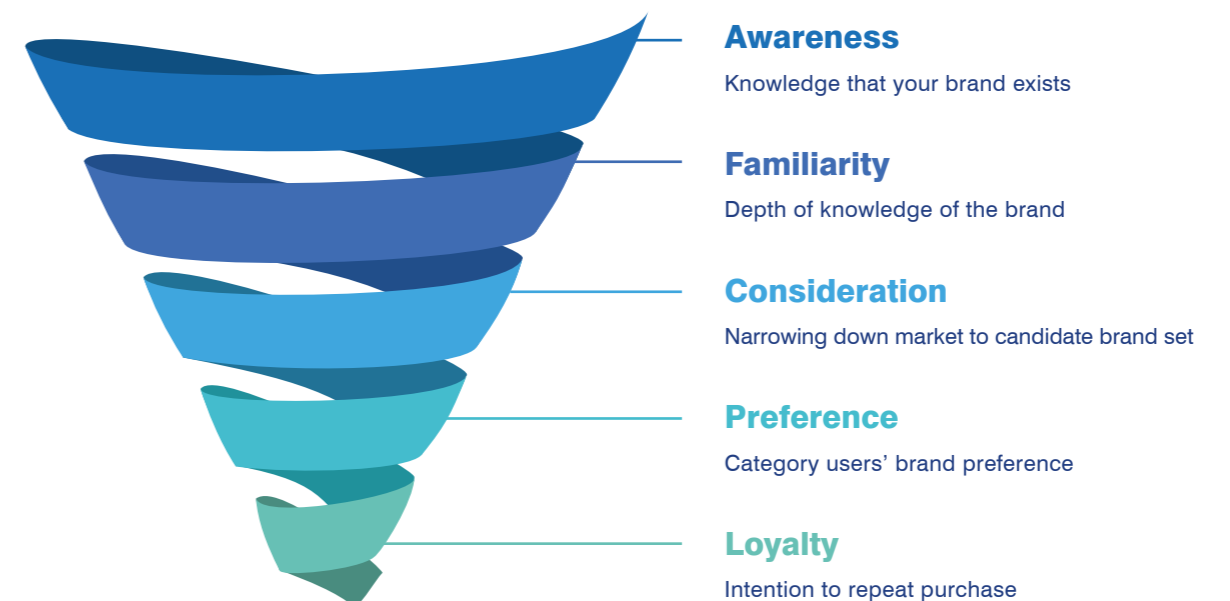 Awareness
Knowledge that your brand exists
Familiarity
Depth of knowledge of the brand
Consideration
Narrowing down market to candidate brand set
Preference
Category users’ brand preference
Loyalty
Intention to repeat purchase